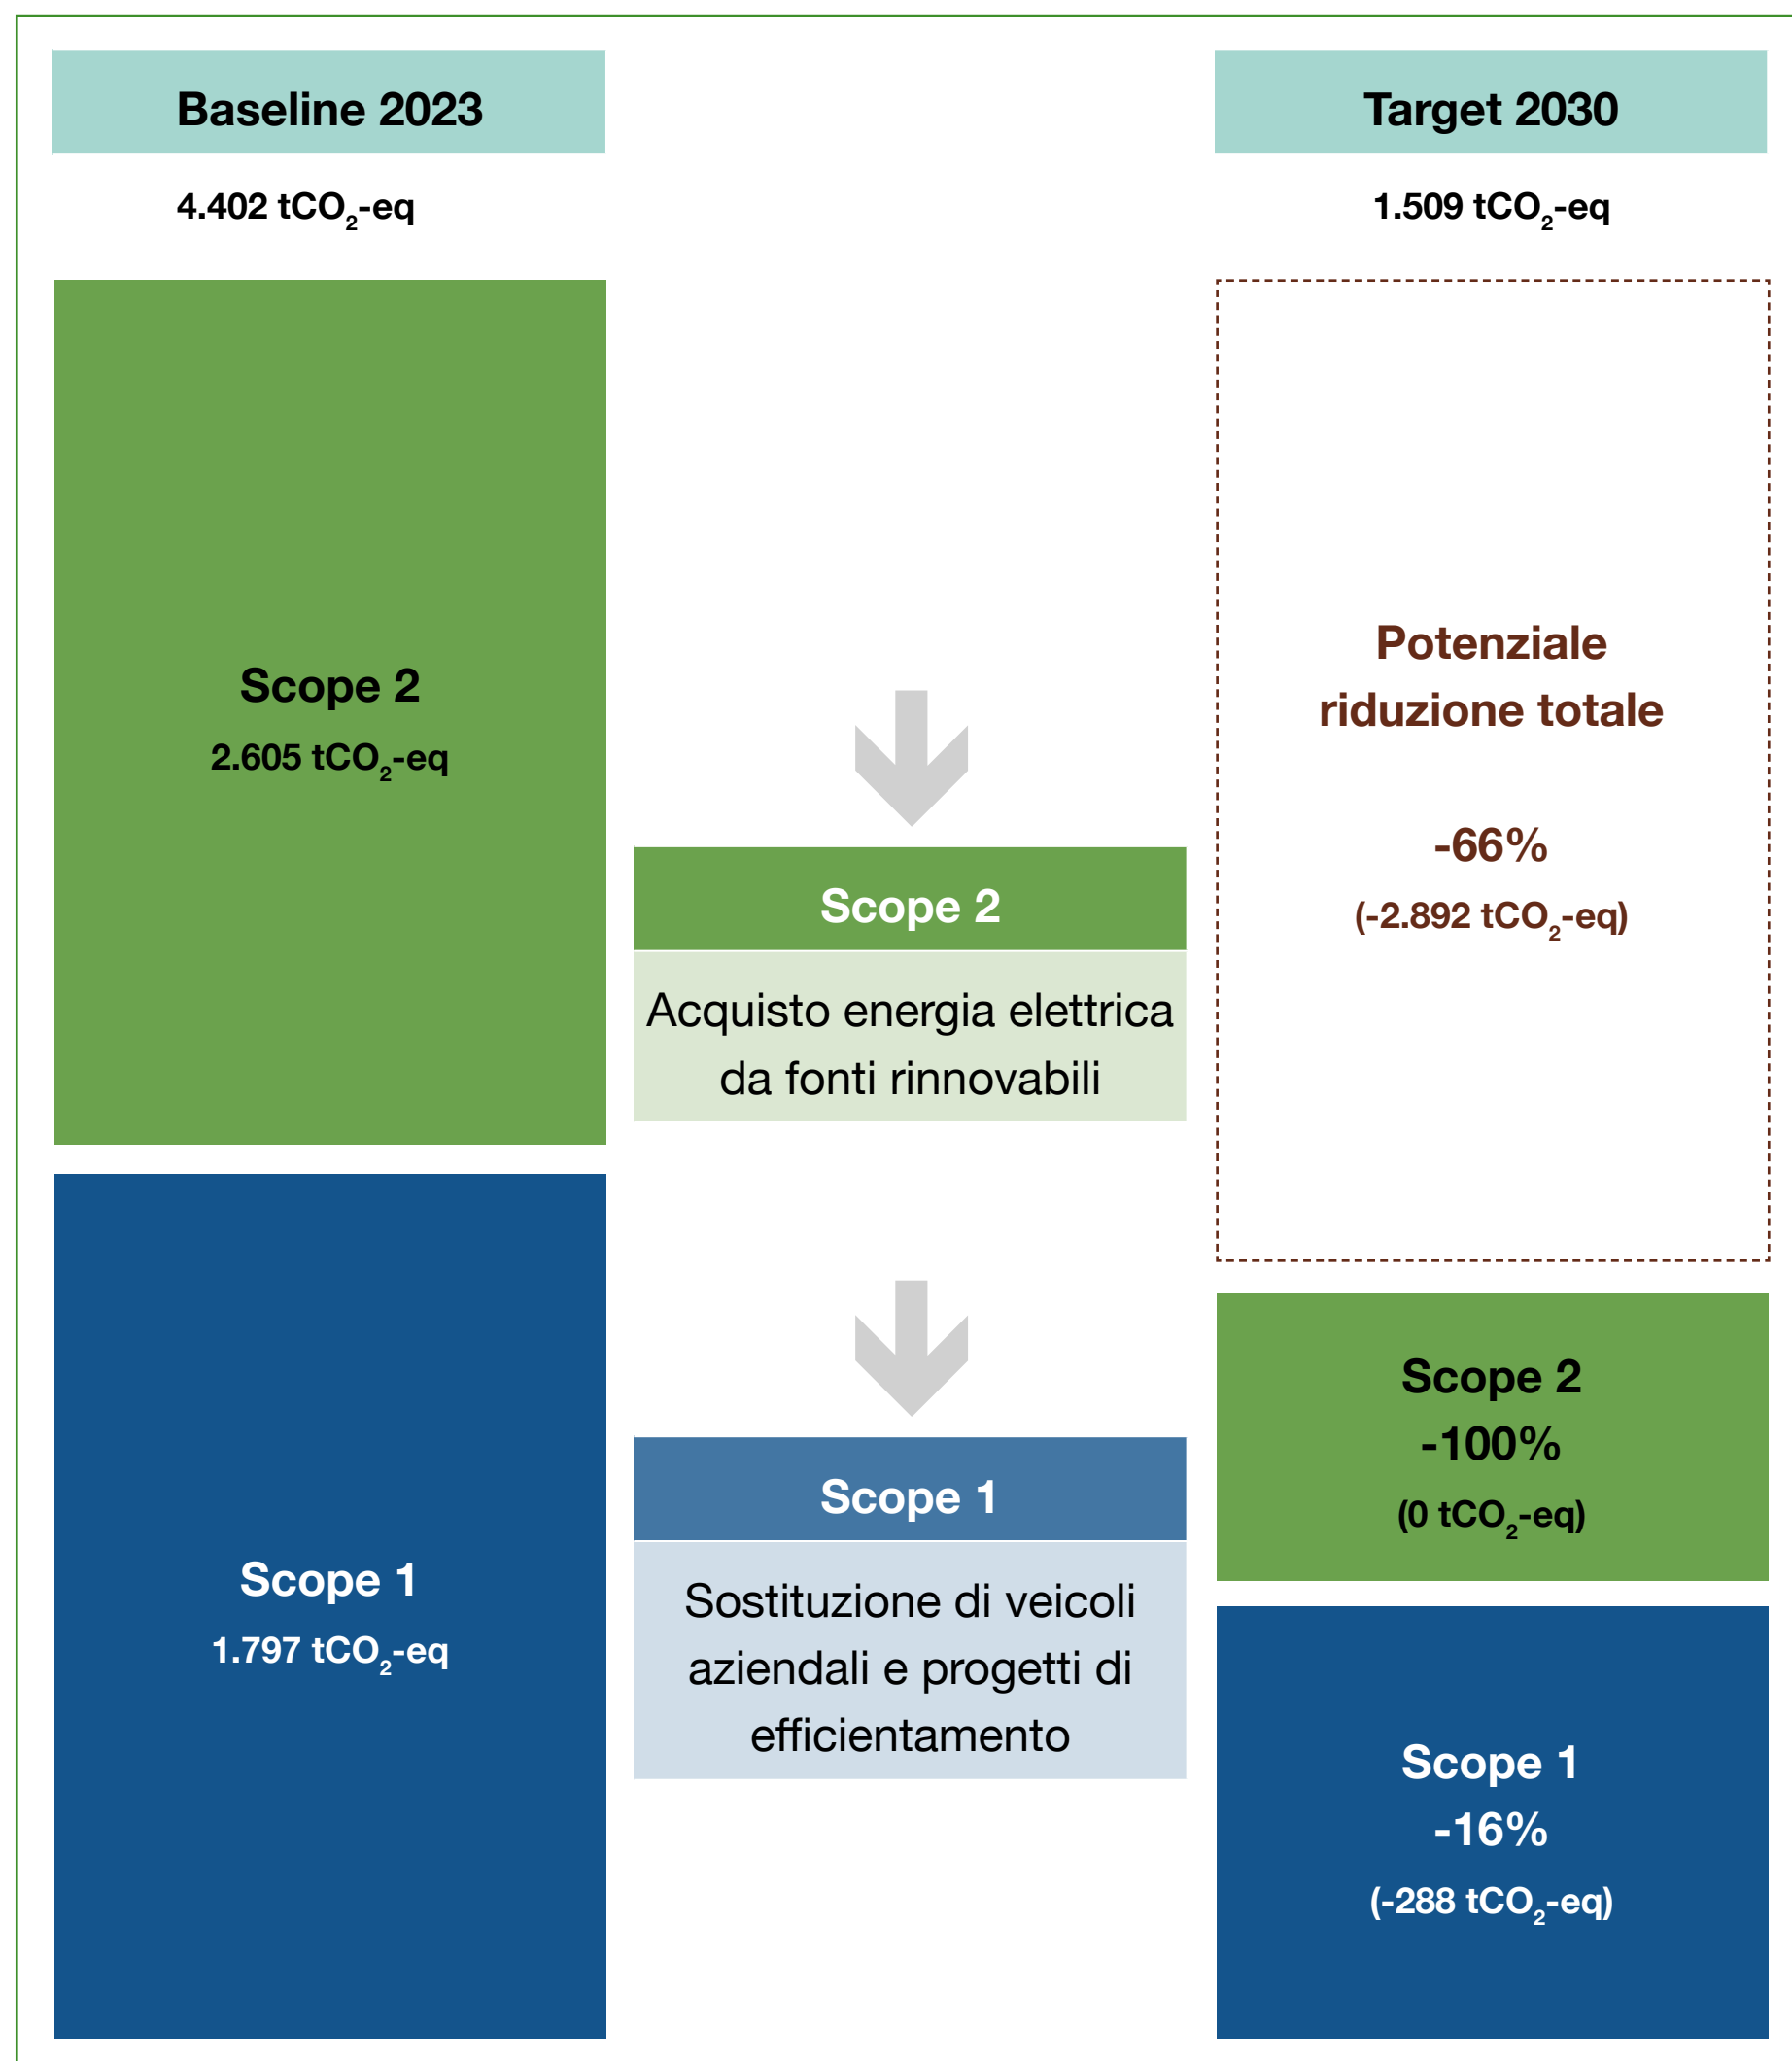 Baseline 2023
4.402 tCO₂-eq
Scope 2
2.605 tCO₂-eq
Scope 1
1.797 tCO₂-eq
Scope 2
Acquisto energia elettrica
da fonti rinnovabili
Scope 1
Sostituzione di veicoli
aziendali e progetti di
efficientamento
Target 2030
1.509 tCO₂-eq
Potenziale
riduzione totale
-66%
(-2.892 tCO₂-eq)
Scope 2
-100%
(0 tCO₂-eq)
Scope 1
-16%
(-288 tCO₂-eq)